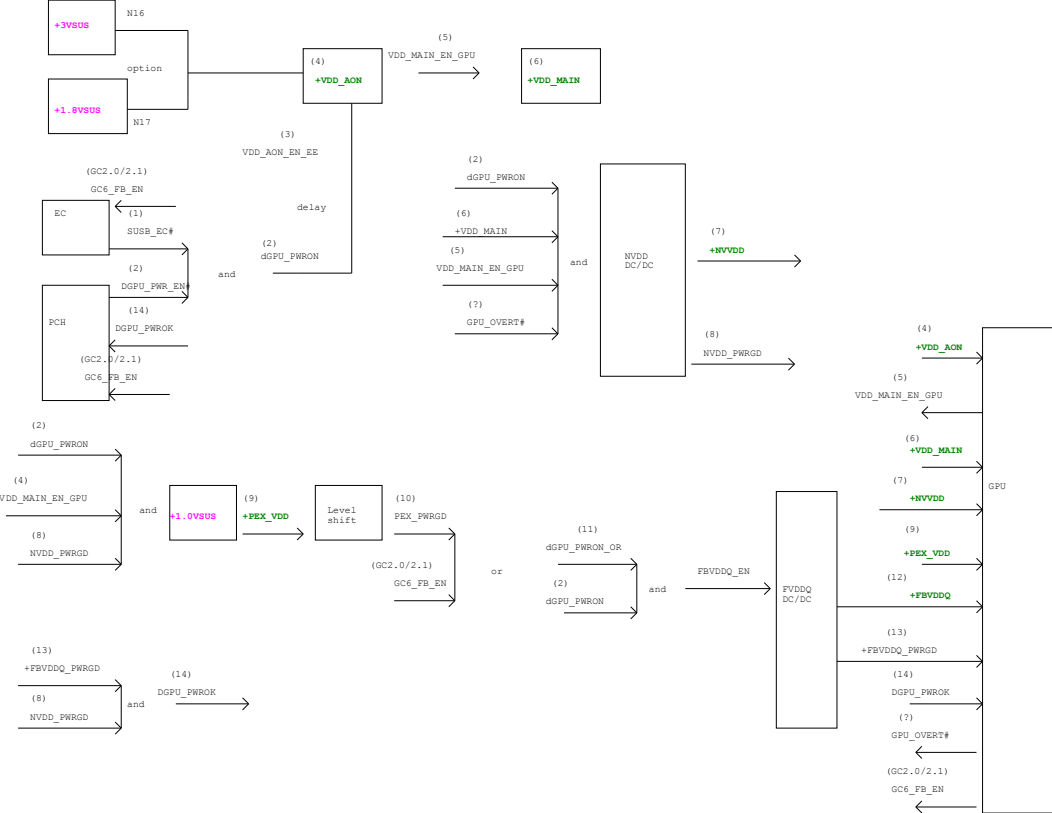 N16
+3VSUS
option
+1.8VSUS
N17
(4)
+VDD_AON
(5)
VDD_MAIN_EN_GPU
(6)
+VDD_MAIN
(3)
VDD_AON_EN_EE
delay
(2)
dGPU_PWRON
(GC2.0/2.1)
GC6_FB_EN
EC
(1)
SUSB_EC#
(2)
DGPU_PWR_EN#
and
PCH
(14)
DGPU_PWROK
(GC2.0/2.1)
GC6_FB_EN
(2)
dGPU_PWRON
(6)
+VDD_MAIN
(5)
VDD_MAIN_EN_GPU
(?)
GPU_OVERT#
and
NVDD
DC/DC
(7)
+NVVDD
(8)
NVDD_PWRGD
(2)
dGPU_PWRON
(4)
VDD_MAIN_EN_GPU
(8)
NVDD_PWRGD
and
+1.0VSUS
(9)
+PEX_VDD
Level
shift
(10)
PEX_PWRGD
(GC2.0/2.1)
GC6_FB_EN
or
(11)
dGPU_PWRON_OR
(2)
dGPU_PWRON
and
FBVDDQ_EN
FVDDQ
DC/DC
(4)
+VDD_AON
(5)
VDD_MAIN_EN_GPU
(6)
+VDD_MAIN
(7)
+NVVDD
(9)
+PEX_VDD
(12)
+FBVDDQ
(13)
+FBVDDQ_PWRGD
(14)
DGPU_PWROK
(?)
GPU_OVERT#
(GC2.0/2.1)
GC6_FB_EN
GPU
(13)
+FBVDDQ_PWRGD
(8)
NVDD_PWRGD
and
(14)
DGPU_PWROK